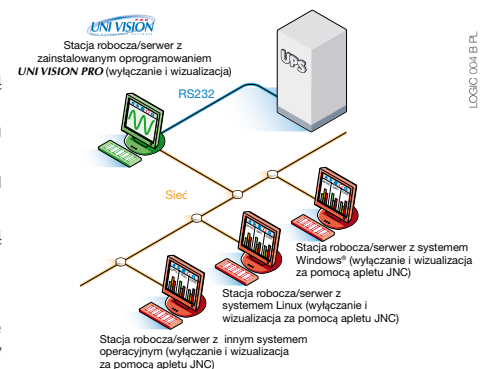 UNI VISION PRO
Stacja robocza/serwer z
zainstalowanym oprogramowaniem
UNI VISION PRO (wyłączanie i wizualizacja)
UPS
RS232
LOGIC 004 B PL
Sieć
Stacja robocza/serwer z systemem
Windows® (wyłączanie i wizualizacja
za pomocą apletu JNC)
Stacja robocza/serwer z
systemem Linux (wyłączanie i
wizualizacja za pomocą apletu JNC)
Stacja robocza/serwer z innym systemem
operacyjnym (wyłączanie i wizualizacja
za pomocą apletu JNC)